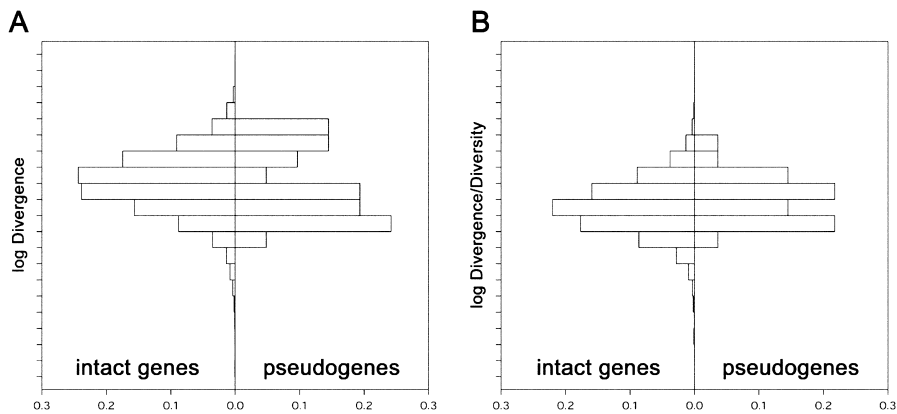 A
B
log Divergence
intact genes
pseudogenes
0.3
0.2
0.1
0.0
0.1
0.2
0.3
log Divergence/Diversity
intact genes
pseudogenes
0.3
0.2
0.1
0.0
0.1
0.2
0.3